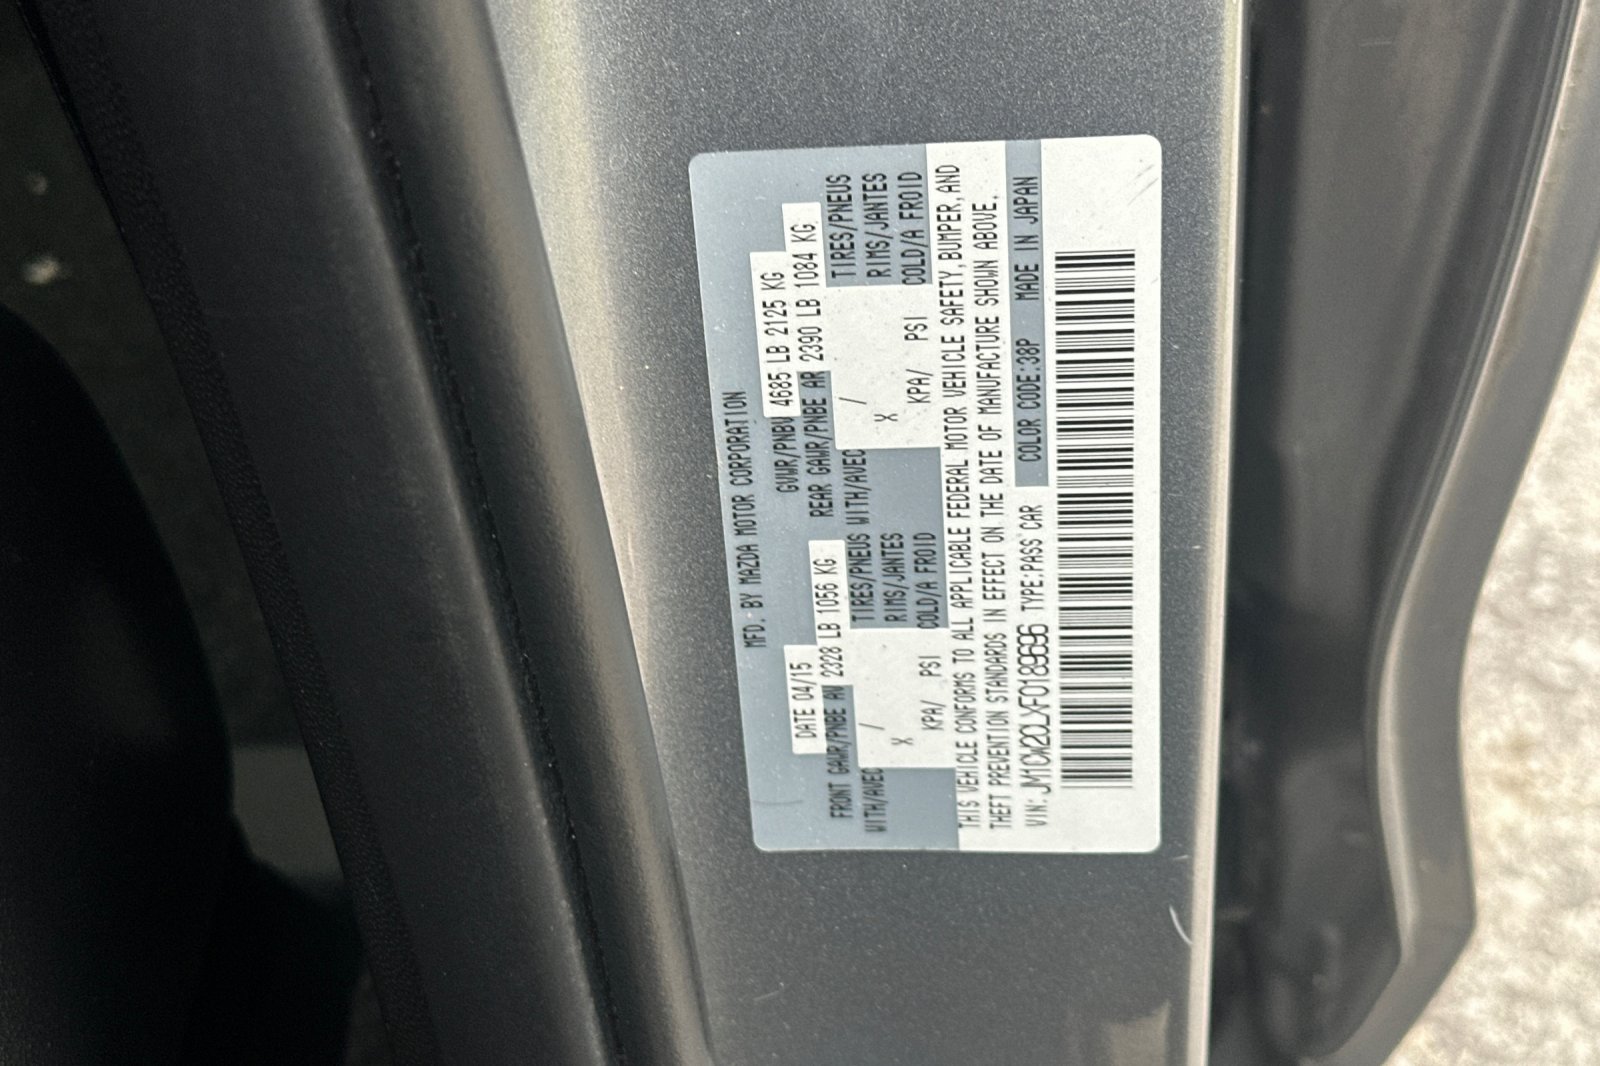 MFD. BY MAZDA MOTOR CORPORATION
DATE 04/15 GVWR/PNBV 4685 LB 2125 KG
FRONT GAWR/PNBE AV 2328 LB 1056 KG REAR GAWR/PNBE AR 2390 LB 1084 KG
WITH/AVEC / TIRES/PNEUS WITH/AVEC / TIRES/PNEUS
X RIMS/JANTES X RIMS/JANTES
KPA/ PSI COLD/A FROID KPA/ PSI COLD/A FROID
THIS VEHICLE CONFORMS TO ALL APPLICABLE FEDERAL MOTOR VEHICLE SAFETY, BUMPER, AND
THEFT PREVENTION STANDARDS IN EFFECT ON THE DATE OF MANUFACTURE SHOWN ABOVE.
VIN: JM1CW2CLXF0189696 TYPE:PASS CAR COLOR CODE:38P MADE IN JAPAN